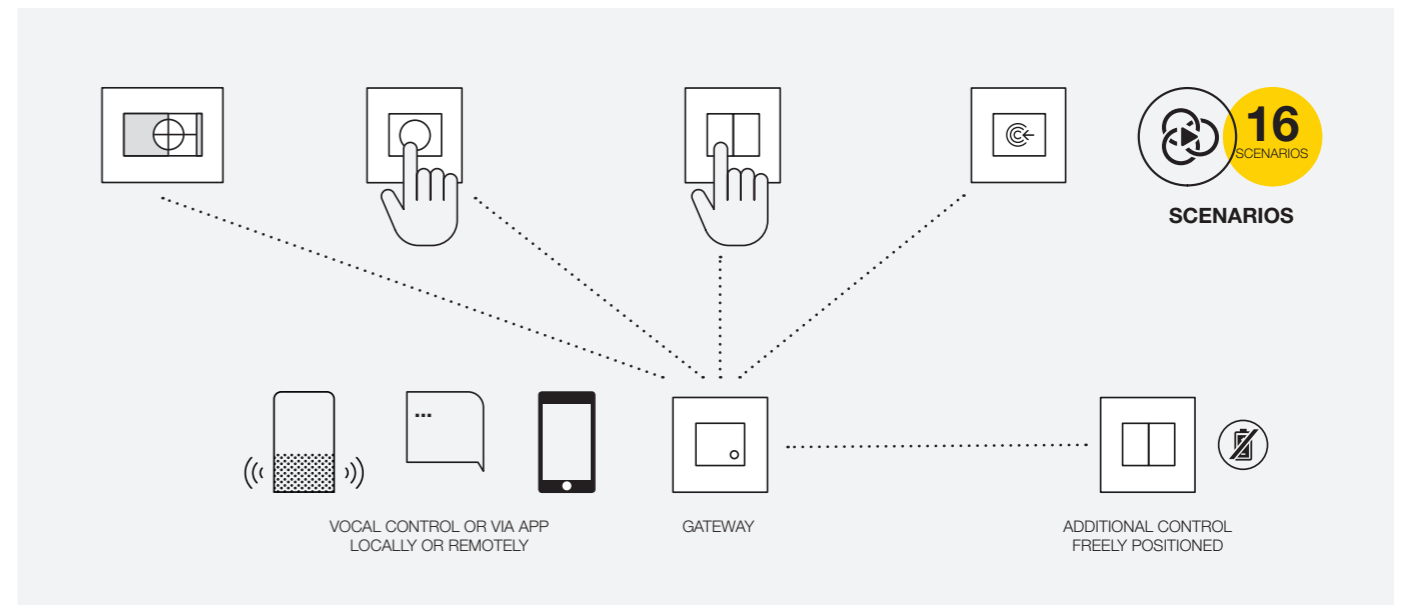 16
SCENARIOS
SCENARIOS
...
VOCAL CONTROL OR VIA APP
LOCALLY OR REMOTELY
GATEWAY
ADDITIONAL CONTROL
FREELY POSITIONED